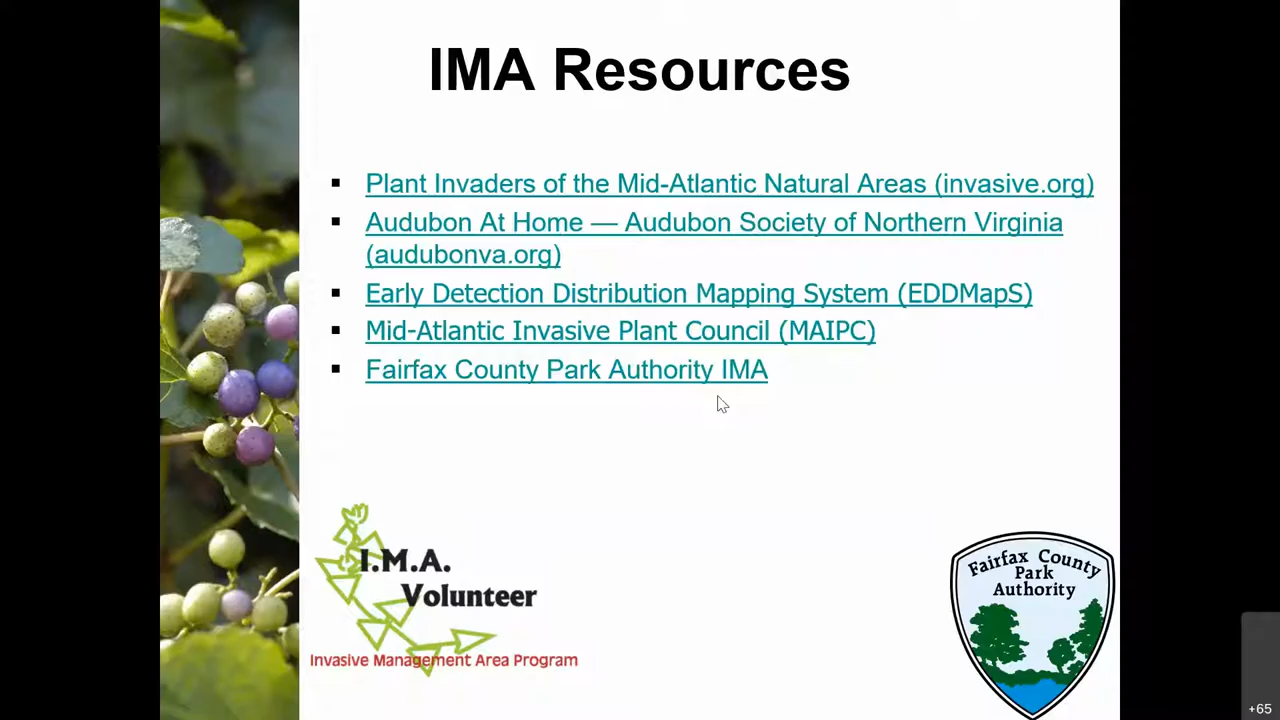 IMA Resources
Plant Invaders of the Mid-Atlantic Natural Areas (invasive.org)
Audubon At Home — Audubon Society of Northern Virginia
(audubonva.org)
Early Detection Distribution Mapping System (EDDMapS)
Mid-Atlantic Invasive Plant Council (MAIPC)
Fairfax County Park Authority IMA
I.M.A.
Volunteer
Invasive Management Area Program
Fairfax County
Park
Authority
+65